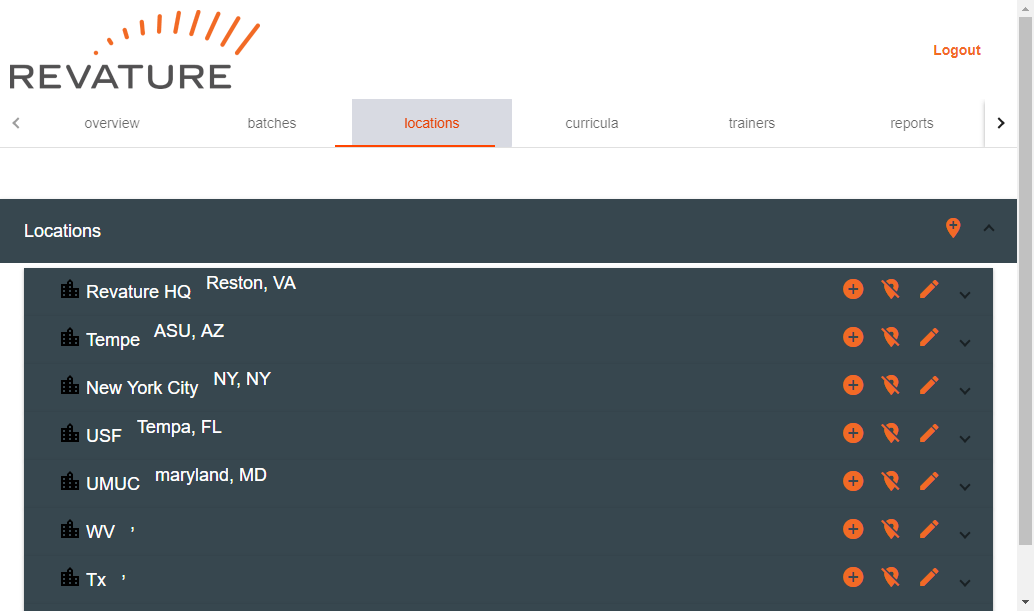 REVATURE
Logout
overview batches locations curricula trainers reports
Locations
Revature HQ Reston, VA
Tempe ASU, AZ
New York City NY, NY
USF Tempa, FL
UMUC maryland, MD
WV ,
Tx ,